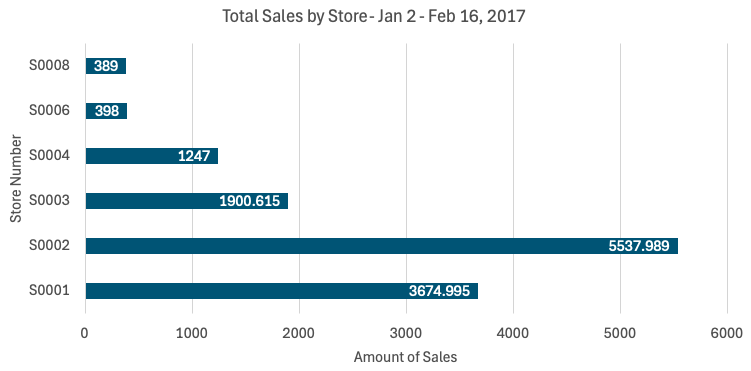 Total Sales by Store - Jan 2 - Feb 16, 2017
Store Number
S0008 389
S0006 398
S0004 1247
S0003 1900.615
S0002 5537.989
S0001 3674.995
0 1000 2000 3000 4000 5000 6000
Amount of Sales